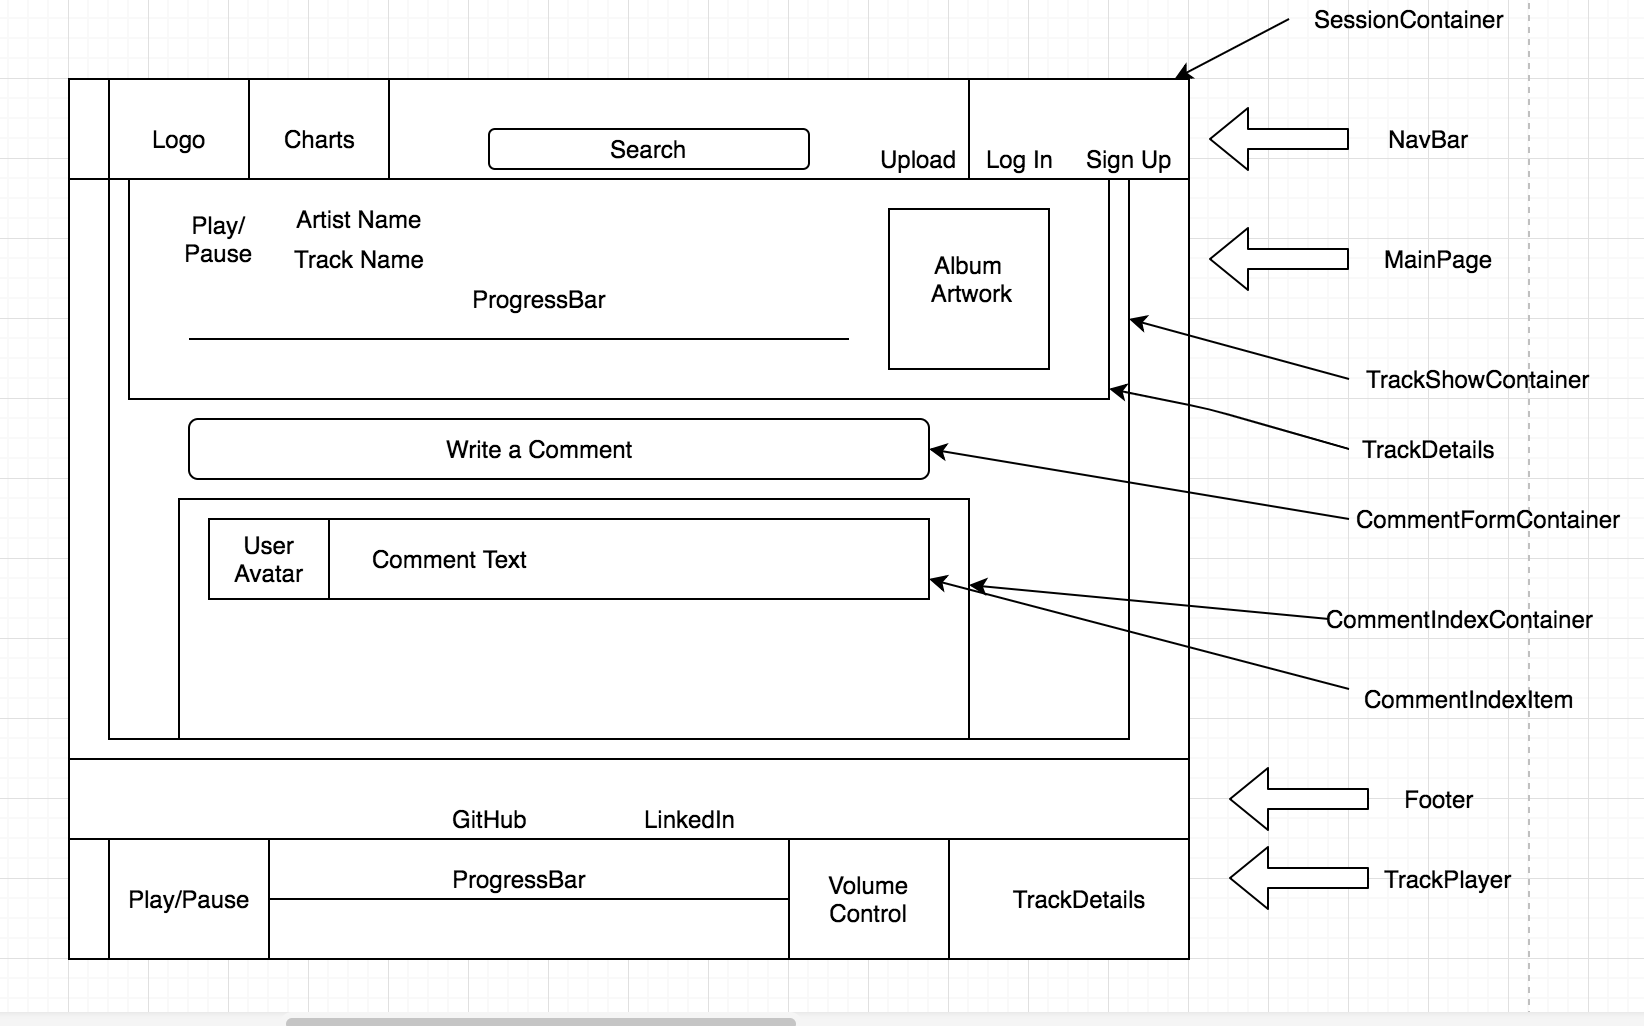 SessionContainer
Logo
Charts
Search
Upload
Log In
Sign Up
NavBar
Play/
Pause
Artist Name
Track Name
ProgressBar
Album
Artwork
MainPage
TrackShowContainer
TrackDetails
Write a Comment
CommentFormContainer
User
Avatar
Comment Text
CommentIndexContainer
CommentIndexItem
GitHub
LinkedIn
Footer
Play/Pause
ProgressBar
Volume
Control
TrackDetails
TrackPlayer